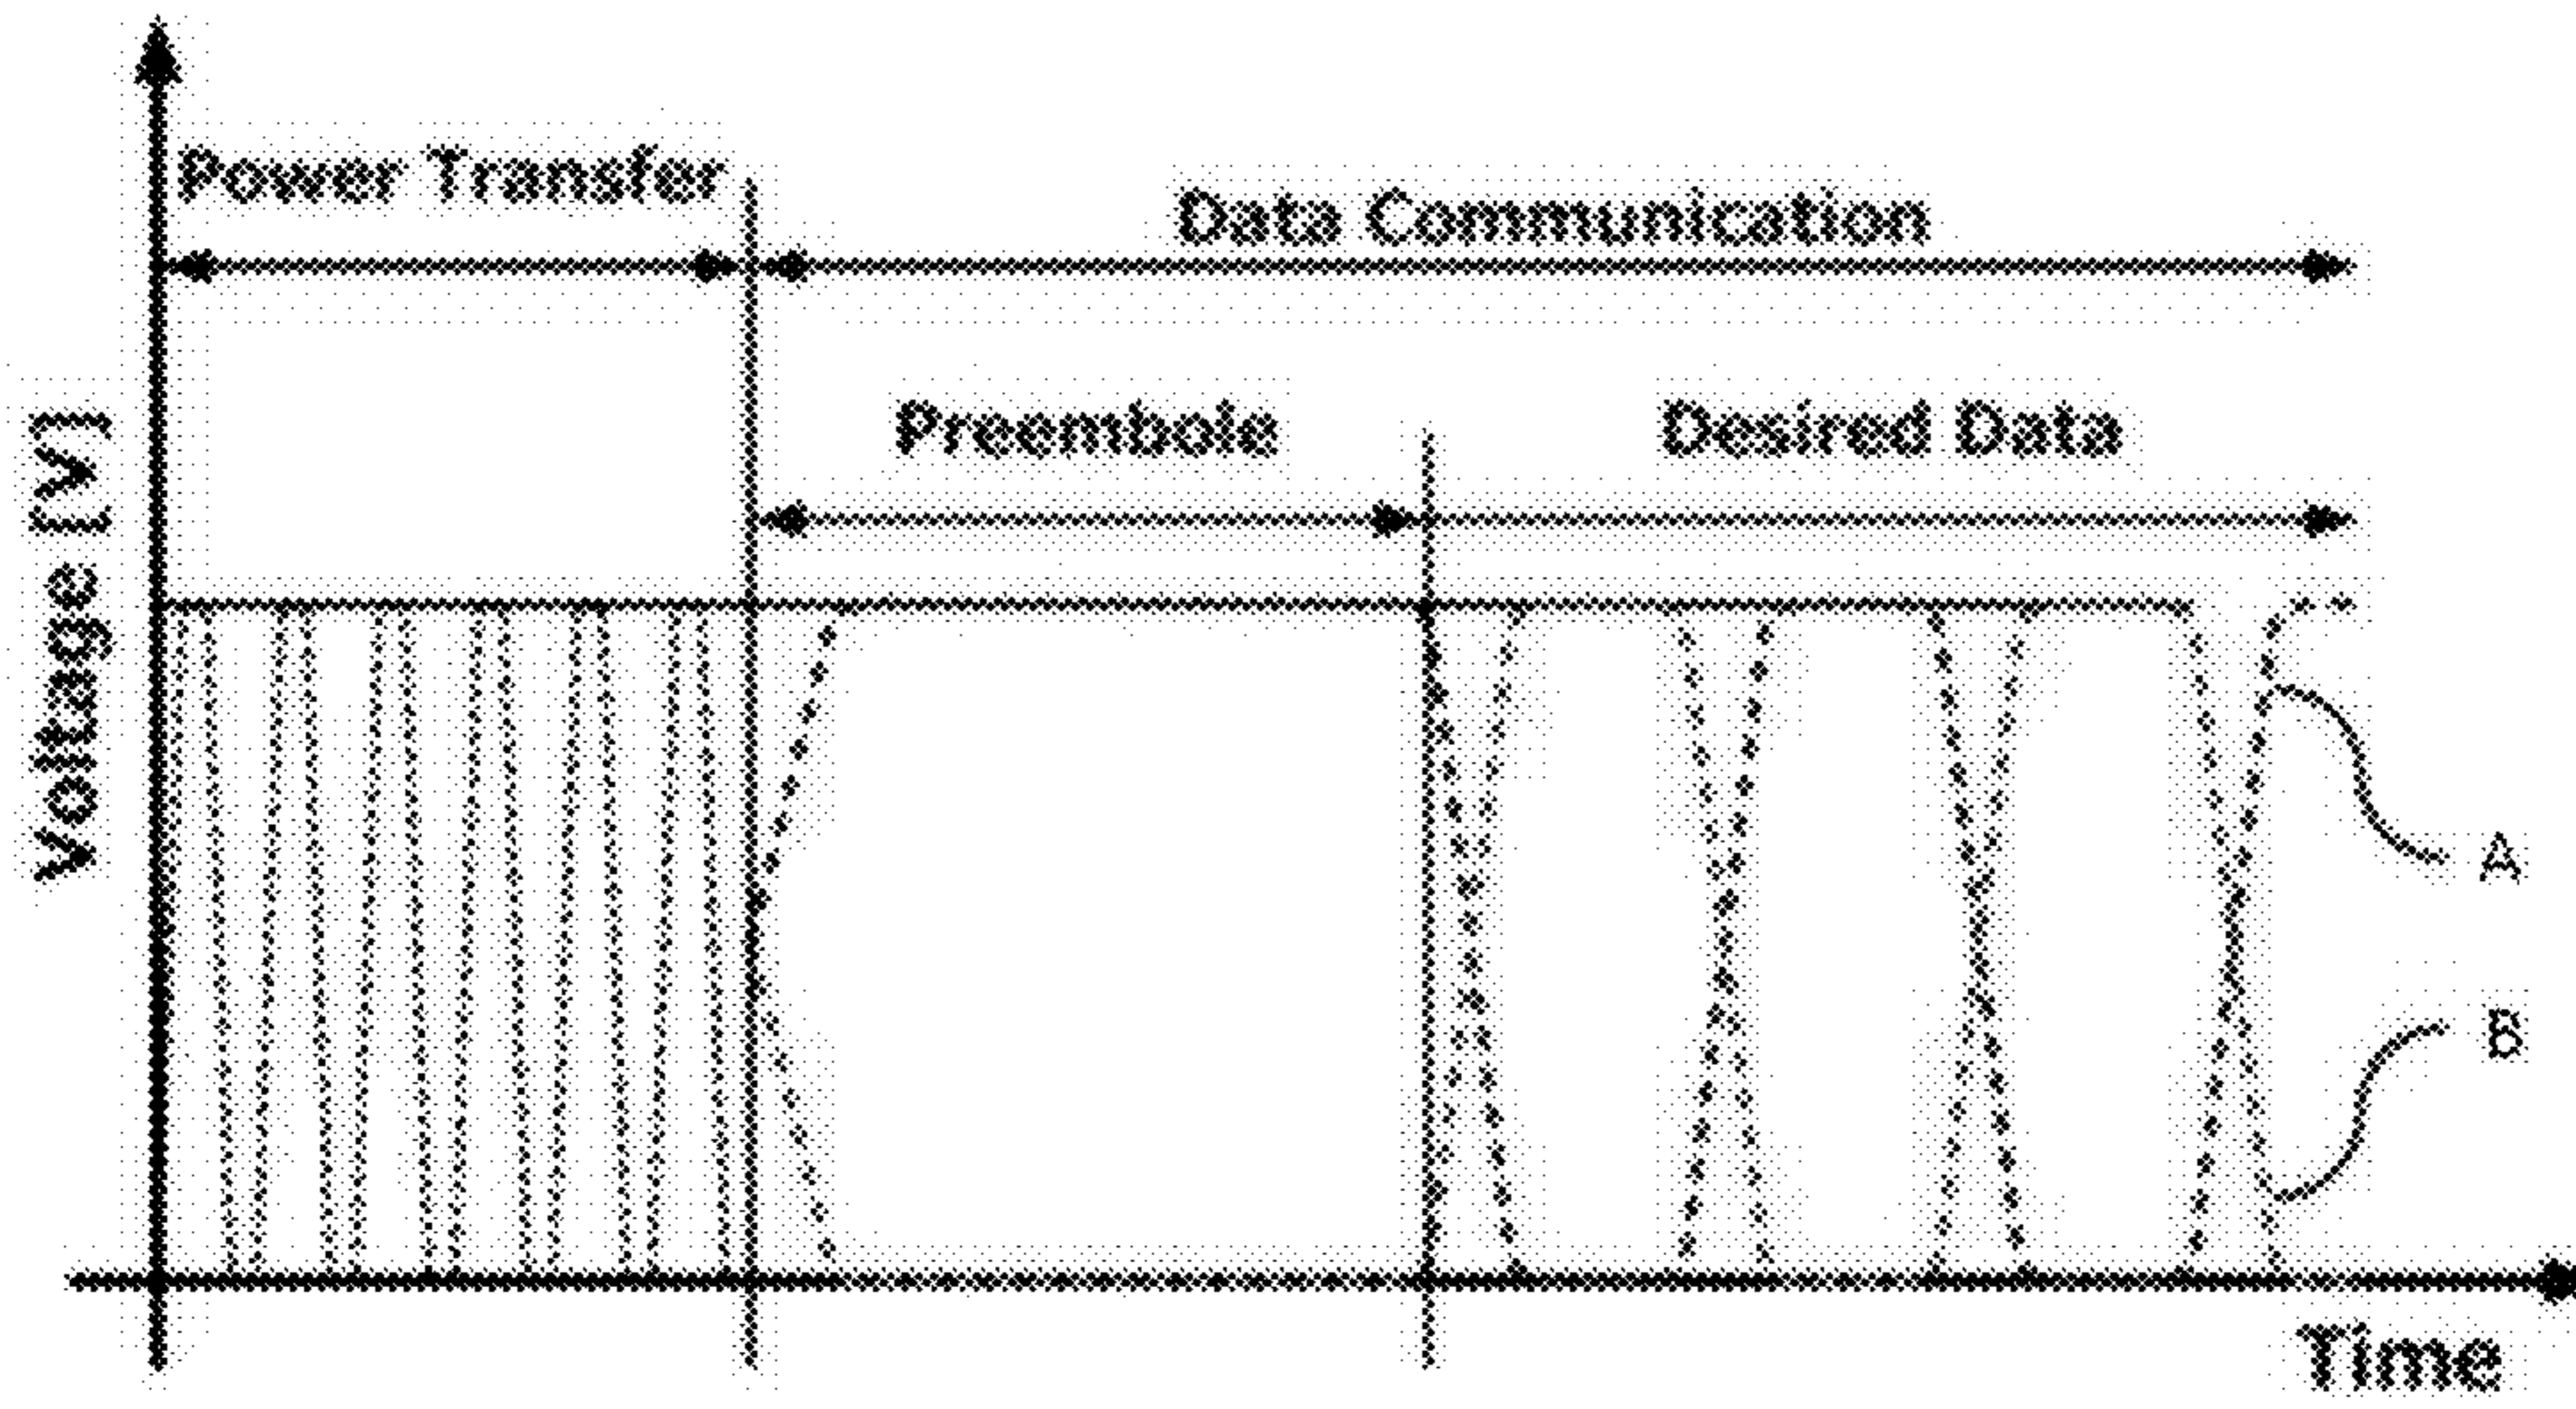 Power Transfer
Data Communication
Preembole
Desired Data
Voltage [V]
A
B
Time